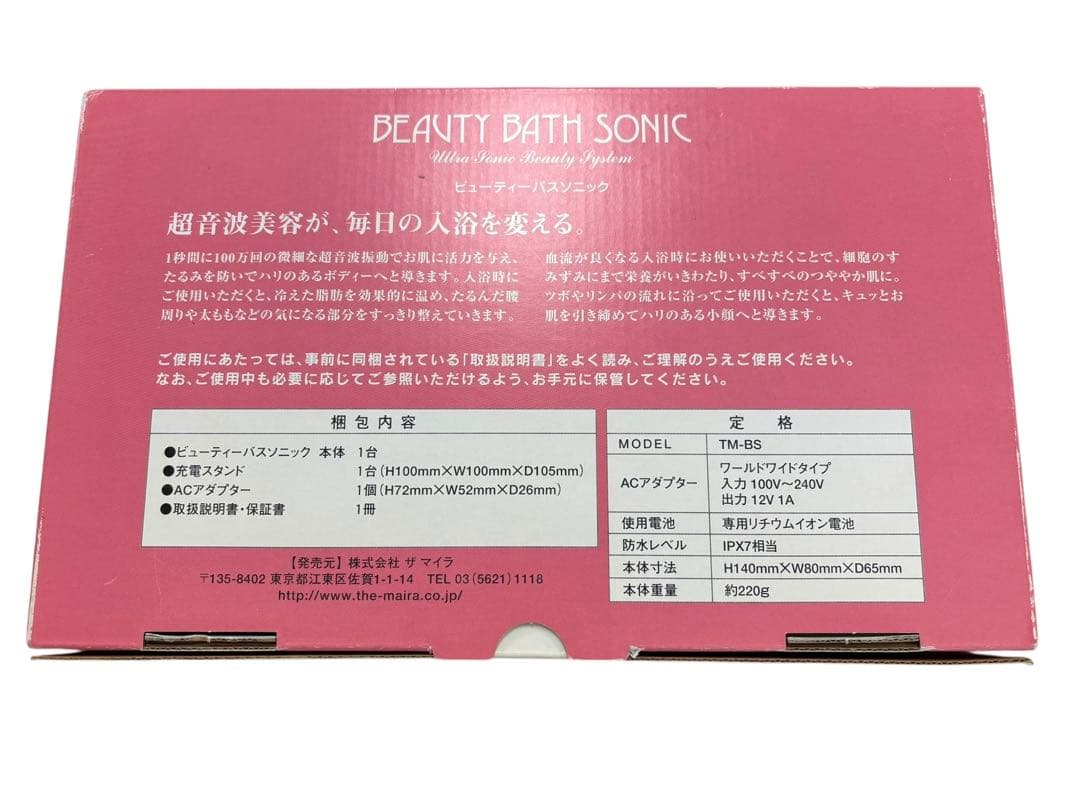 BEAUTY BATH SONIC
Ultra Sonic Beauty System
ビューティーバスソニック
超音波美容が、毎日の入浴を変える。
1秒間に100万回の微細な超音波振動でお肌に活力を与え、
たるみを防いでハリのあるボディーへと導きます。入浴時に
ご使用いただくと、冷えた脂肪を効果的に温め、たるんだ腰
周りや太ももなどの気になる部分をすっきり整えていきます。
血流が良くなる入浴時にお使いいただくことで、細胞のす
みずみにまで栄養がいきわたり、すべすべのつややか肌に。
ツボやリンパの流れに沿ってご使用いただくと、キュッとお
肌を引き締めてハリのある小顔へと導きます。
ご使用にあたっては、事前に同梱されている「取扱説明書」をよく読み、ご理解のうえご使用ください。
なお、ご使用中も必要に応じてご参照いただけるよう、お手元に保管してください。
梱包内容
●ビューティーバスソニック 本体 1台
●充電スタンド 1台(H100mm×W100mm×D105mm)
●ACアダプター 1個(H72mm×W52mm×D26mm)
●取扱説明書・保証書 1冊
【発売元】株式会社 ザ マイラ
〒135-8402 東京都江東区佐賀1-1-14 TEL 03(5621)1118
http://www.the-maira.co.jp/
定格
MODEL TM-BS
ACアダプター ワールドワイドタイプ
入力 100V〜240V
出力 12V 1A
使用電池 専用リチウムイオン電池
防水レベル IPX7相当
本体寸法 H140mm×W80mm×D65mm
本体重量 約220g